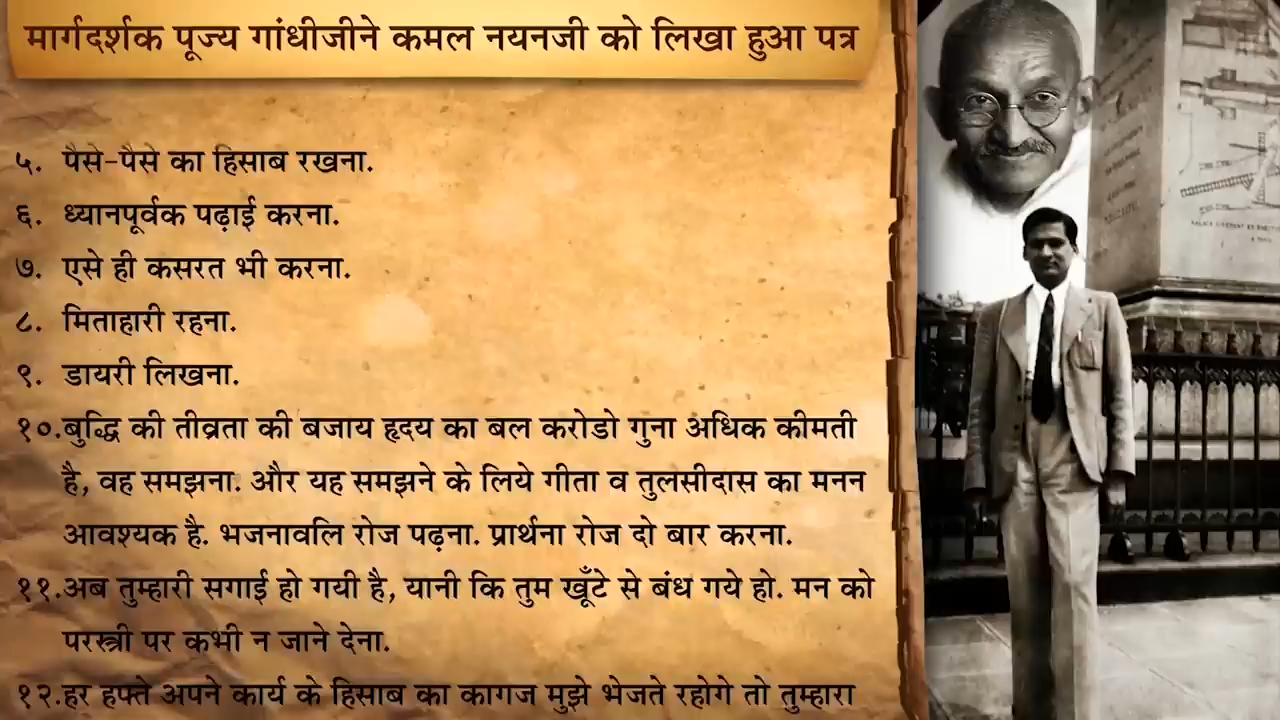 मार्गदर्शक पूज्य गांधीजीने कमल नयनजी को लिखा हुआ पत्र
५. पैसे-पैसे का हिसाब रखना.
६. ध्यानपूर्वक पढ़ाई करना.
७. एसे ही कसरत भी करना.
८. मिताहारी रहना.
९. डायरी लिखना.
१०.बुद्धि की तीव्रता की बजाय हृदय का बल करोडो गुना अधिक कीमती
है, वह समझना. और यह समझने के लिये गीता व तुलसीदास का मनन
आवश्यक है. भजनावलि रोज पढ़ना. प्रार्थना रोज दो बार करना.
११.अब तुम्हारी सगाई हो गयी है, यानी कि तुम खूँटे से बंध गये हो. मन को
परस्त्री पर कभी न जाने देना.
१२.हर हफ्ते अपने कार्य के हिसाब का कागज मुझे भेजते रहोगे तो तुम्हारा